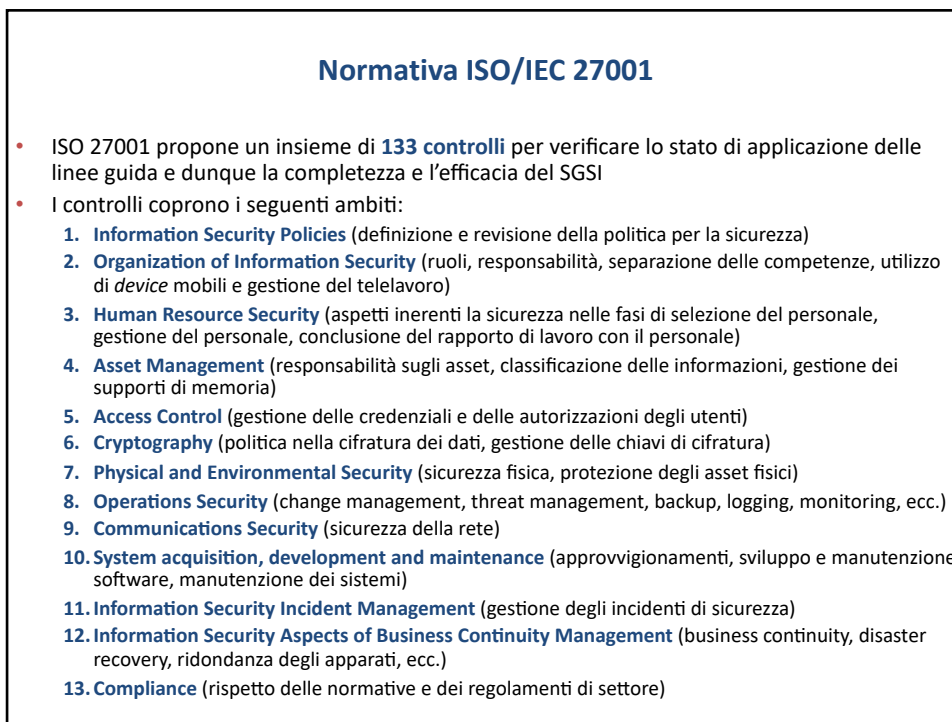 Normativa ISO/IEC 27001
• ISO 27001 propone un insieme di 133 controlli per verificare lo stato di applicazione delle
linee guida e dunque la completezza e l’efficacia del SGSI
• I controlli coprono i seguenti ambiti:
1. Information Security Policies (definizione e revisione della politica per la sicurezza)
2. Organization of Information Security (ruoli, responsabilità, separazione delle competenze, utilizzo
di device mobili e gestione del telelavoro)
3. Human Resource Security (aspetti inerenti la sicurezza nelle fasi di selezione del personale,
gestione del personale, conclusione del rapporto di lavoro con il personale)
4. Asset Management (responsabilità sugli asset, classificazione delle informazioni, gestione dei
supporti di memoria)
5. Access Control (gestione delle credenziali e delle autorizzazioni degli utenti)
6. Cryptography (politica nella cifratura dei dati, gestione delle chiavi di cifratura)
7. Physical and Environmental Security (sicurezza fisica, protezione degli asset fisici)
8. Operations Security (change management, threat management, backup, logging, monitoring, ecc.)
9. Communications Security (sicurezza della rete)
10. System acquisition, development and maintenance (approvvigionamenti, sviluppo e manutenzione
software, manutenzione dei sistemi)
11. Information Security Incident Management (gestione degli incidenti di sicurezza)
12. Information Security Aspects of Business Continuity Management (business continuity, disaster
recovery, ridondanza degli apparati, ecc.)
13. Compliance (rispetto delle normative e dei regolamenti di settore)